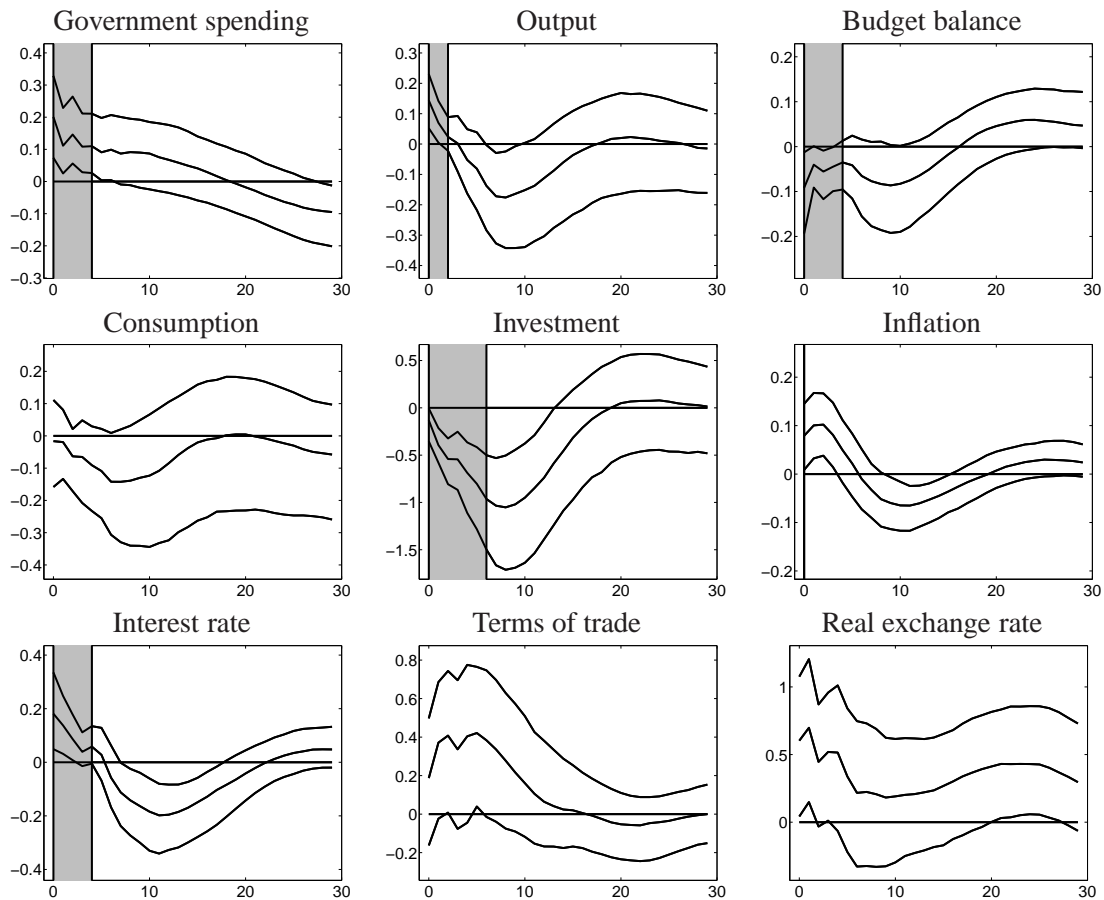 Government spending
0.4
0.3
0.2
0.1
0
−0.1
−0.2
−0.3
0 10 20 30
Output
0.4
0.3
0.2
0.1
0
−0.1
−0.2
−0.3
−0.4
0 10 20 30
Budget balance
0.2
0.1
0
−0.1
−0.2
0 10 20 30
Consumption
0.2
0.1
0
−0.1
−0.2
−0.3
−0.4
0 10 20 30
Investment
0.5
0
−0.5
−1
−1.5
0 10 20 30
Inflation
0.2
0.1
0
−0.1
−0.2
0 10 20 30
Interest rate
0.4
0.2
0
−0.2
−0.4
0 10 20 30
Terms of trade
0.8
0.6
0.4
0.2
0
−0.2
0 10 20 30
Real exchange rate
1
0.5
0
0 10 20 30